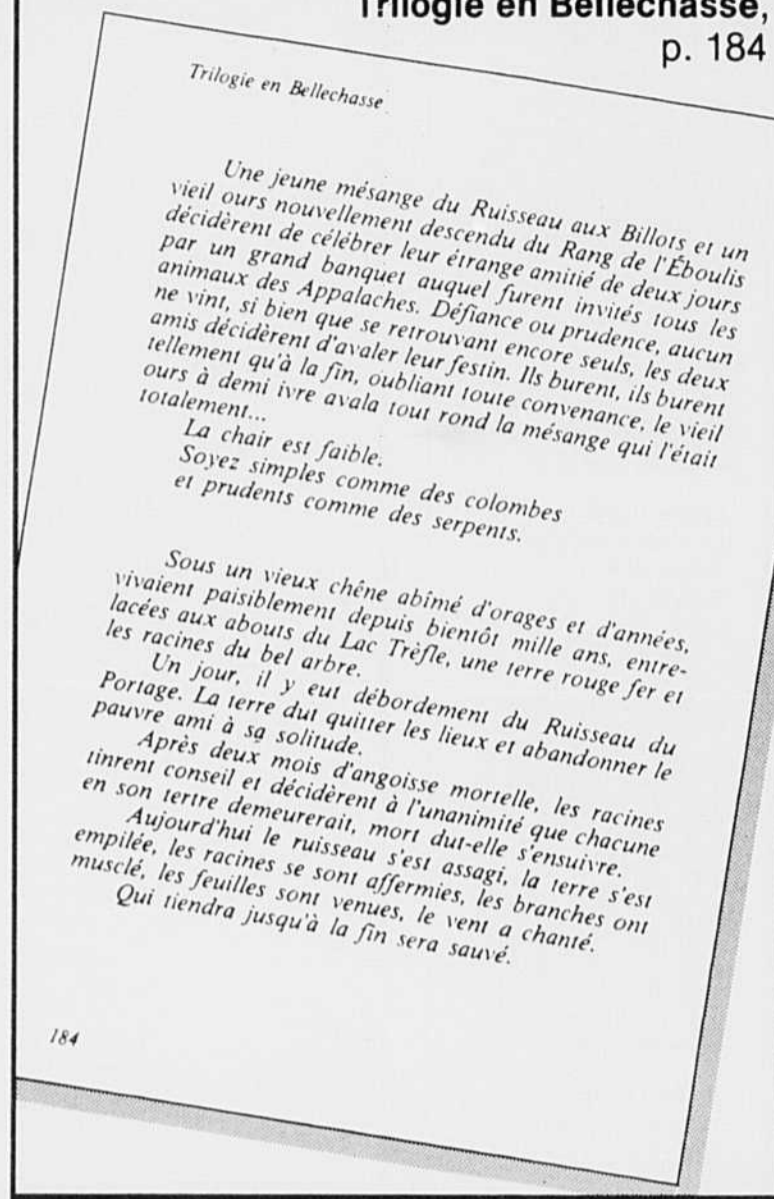 Trilogie en Bellechasse,
p. 184
Trilogie en Bellechasse
Une jeune mésange du Ruisseau aux Billots et un
vieil ours nouvellement descendu du Rang de l'Éboulis
décidèrent de célébrer leur étrange amitié de deux jours
par un grand banquet auquel furent invités tous les
animaux des Appalaches. Défiance ou prudence, aucun
ne vint, si bien que se retrouvant encore seuls, les deux
amis décidèrent d'avaler leur festin. Ils burent, ils burent
tellement qu'à la fin, oubliant toute convenance, le vieil
ours à demi ivre avala tout rond la mésange qui l'était
totalement...
La chair est faible.
Soyez simples comme des colombes
et prudents comme des serpents.
Sous un vieux chêne abîmé d'orages et d'années,
vivaient paisiblement depuis bientôt mille ans, entre-
lacées aux abouts du Lac Trèfle, une terre rouge fer et
les racines du bel arbre.
Un jour, il y eut débordement du Ruisseau du
Portage. La terre dut quitter les lieux et abandonner le
pauvre ami à sa solitude.
Après deux mois d'angoisse mortelle, les racines
tinrent conseil et décidèrent à l'unanimité que chacune
en son tertre demeurerait, mort dut-elle s'ensuivre.
Aujourd'hui le ruisseau s'est assagi, la terre s'est
empilée, les racines se sont affermies, les branches ont
musclé, les feuilles sont venues, le vent a chanté.
Qui tiendra jusqu'à la fin sera sauvé.
184